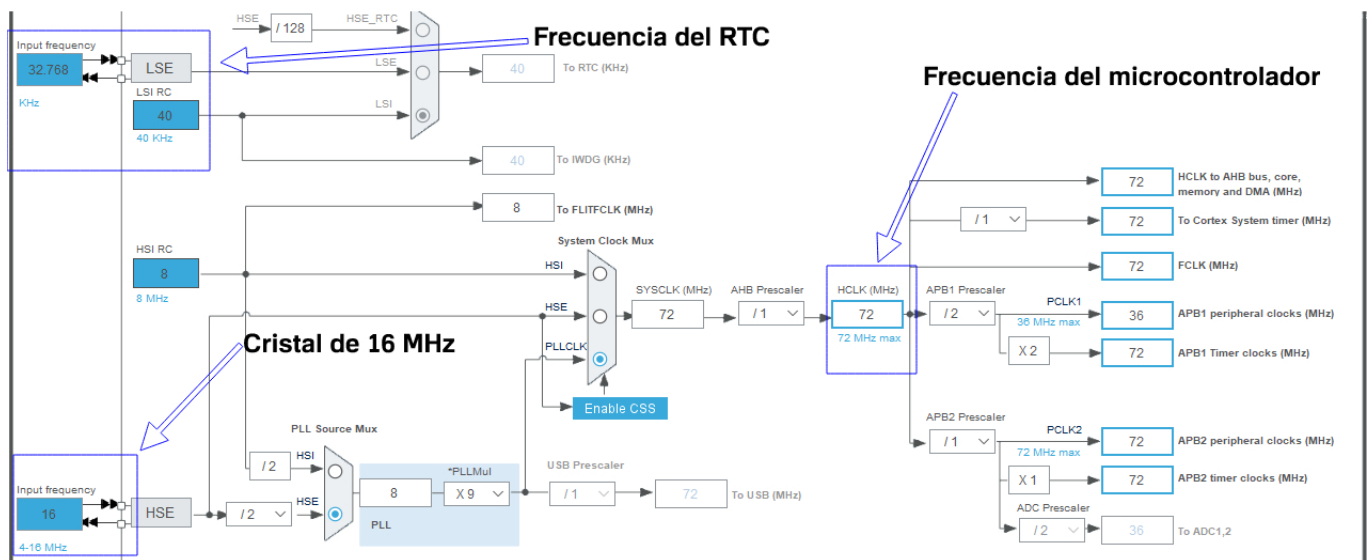 HSE
/ 128
HSE_RTC
Frecuencia del RTC
Input frequency
32.768
KHz
LSE
LSE
40
To RTC (KHz)
Frecuencia del microcontrolador
LSI RC
40
40 KHz
LSI
40
To IWDG (KHz)
8
To FLITFCLK (MHz)
72
HCLK to AHB bus, core,
memory and DMA (MHz)
/ 1
72
To Cortex System timer (MHz)
HSI RC
8
8 MHz
System Clock Mux
HSI
72
FCLK (MHz)
SYSCLK (MHz)
AHB Prescaler
HCLK (MHz)
APB1 Prescaler
HSE
72
/ 1
72
72 MHz max
/ 2
PCLK1
36 MHz max
36
APB1 peripheral clocks (MHz)
Cristal de 16 MHz
PLLCLK
X 2
72
APB1 Timer clocks (MHz)
Enable CSS
APB2 Prescaler
PLL Source Mux
/ 1
PCLK2
72 MHz max
72
APB2 peripheral clocks (MHz)
/ 2
HSI
*PLLMul
USB Prescaler
X 1
72
APB2 timer clocks (MHz)
Input frequency
16
4-16 MHz
HSE
/ 2
HSE
8
X 9
PLL
/ 1
72
To USB (MHz)
ADC Prescaler
/ 2
36
To ADC1,2